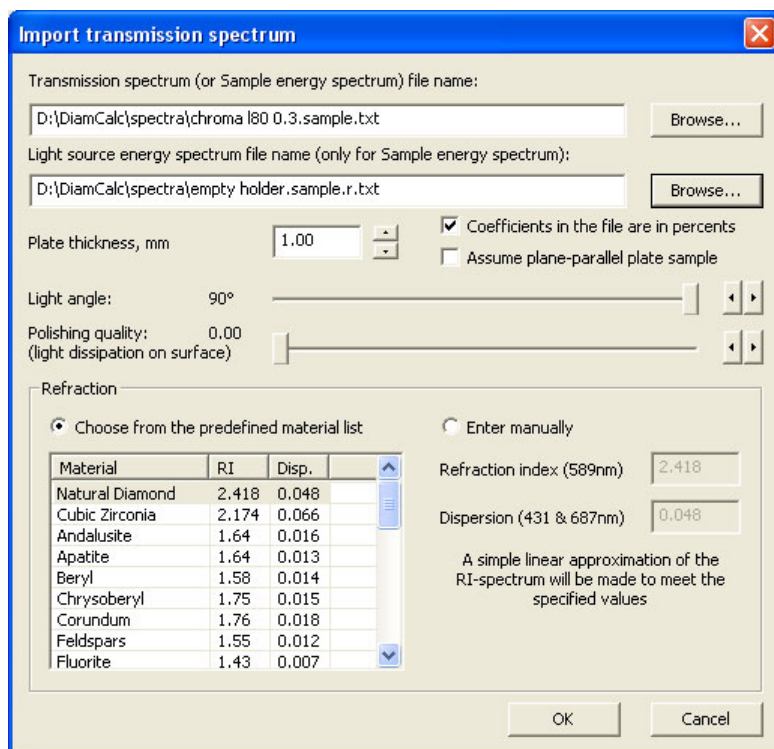 Import transmission spectrum
Transmission spectrum (or Sample energy spectrum) file name:
D:\DiamCalc\spectra\chroma l80 0.3.sample.txt
Browse...
Light source energy spectrum file name (only for Sample energy spectrum):
D:\DiamCalc\spectra\empty holder.sample.r.txt
Browse...
Plate thickness, mm
1.00
Coefficients in the file are in percents
Assume plane-parallel plate sample
Light angle: 90°
Polishing quality: 0.00
(light dissipation on surface)
Refraction
Choose from the predefined material list
Material RI Disp.
Natural Diamond 2.418 0.048
Cubic Zirconia 2.174 0.066
Andalusite 1.64 0.016
Apatite 1.64 0.013
Beryl 1.58 0.014
Chrysoberyl 1.75 0.015
Corundum 1.76 0.018
Feldspars 1.55 0.012
Fluorite 1.43 0.007
Enter manually
Refraction index (589nm) 2.418
Dispersion (431 & 687nm) 0.048
A simple linear approximation of the
RI-spectrum will be made to meet the
specified values
OK
Cancel